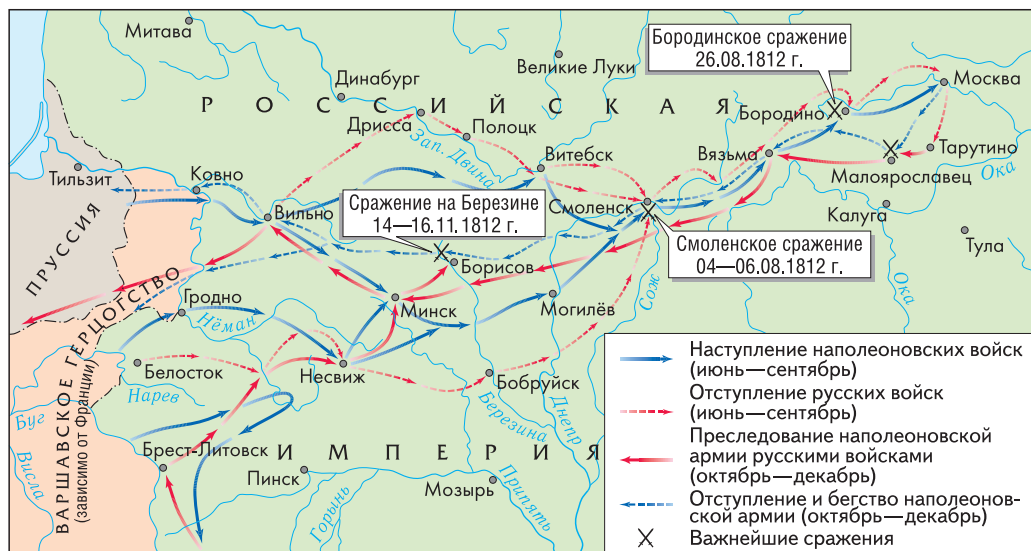 Митава
Великие Луки
Бородинское сражение
26.08.1812 г.
Москва
Динабург
РОССИЙСКАЯ
Дрисса
Полоцк
Зап. Двина
Бородино
Тильзит
Ковно
Витебск
Вязьма
Тарутино
Малоярославец
Ока
Вильно
Сражение на Березине
14—16.11.1812 г.
Смоленск
Калуга
ПРУССИЯ
Смоленское сражение
04—06.08.1812 г.
Тула
Борисов
Сож
Ока
Гродно
Минск
Могилёв
Нёман
ВАРШАВСКОЕ ГЕРЦОГСТВО
(зависимо от Франции)
Белосток
Несвиж
Бобруйск
Нарев
Буг
Березина
Днепр
Висла
Брест-Литовск
ИМПЕРИЯ
Пинск
Мозырь
Горынь
Припять
Наступление наполеоновских войск
(июнь—сентябрь)
Отступление русских войск
(июнь—сентябрь)
Преследование наполеоновской
армии русскими войсками
(октябрь—декабрь)
Отступление и бегство наполеонов-
ской армии (октябрь—декабрь)
Важнейшие сражения